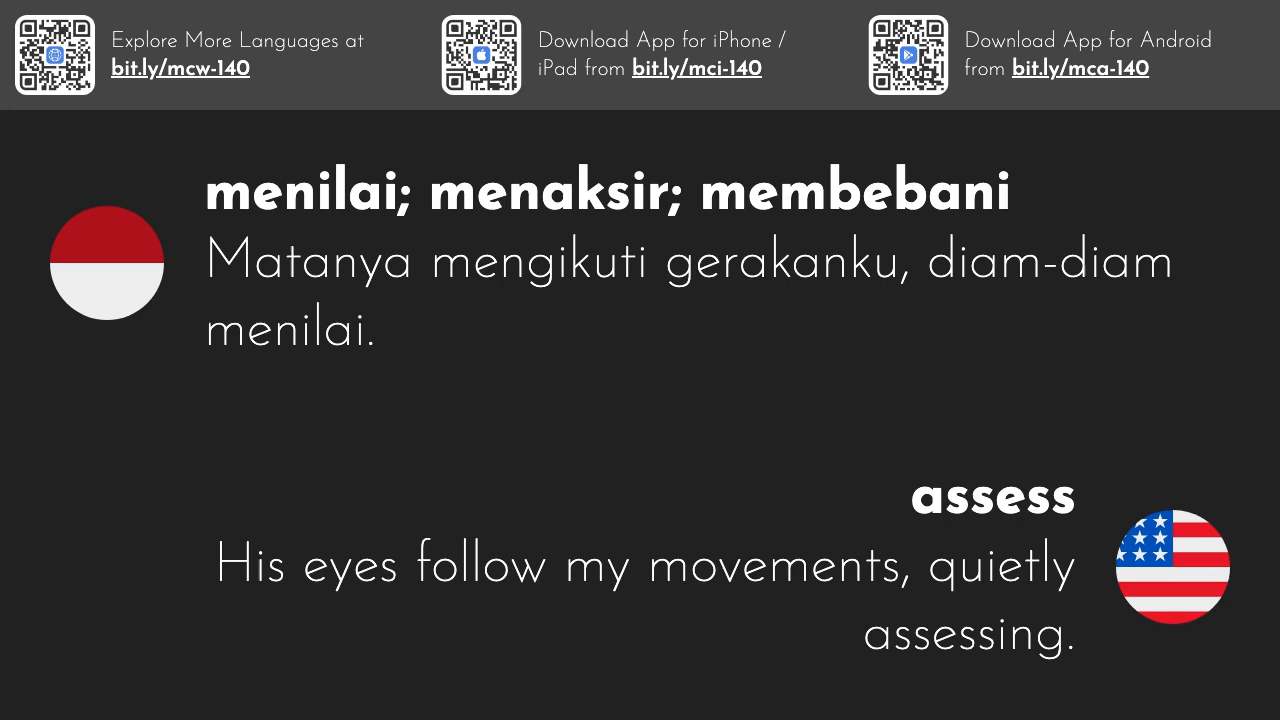 Explore More Languages at
bit.ly/mcw-140
Download App for iPhone /
iPad from bit.ly/mci-140
Download App for Android
from bit.ly/mca-140
menilai; menaksir; membebani
Matanya mengikuti gerakanku, diam-diam
menilai.
assess
His eyes follow my movements, quietly
assessing.